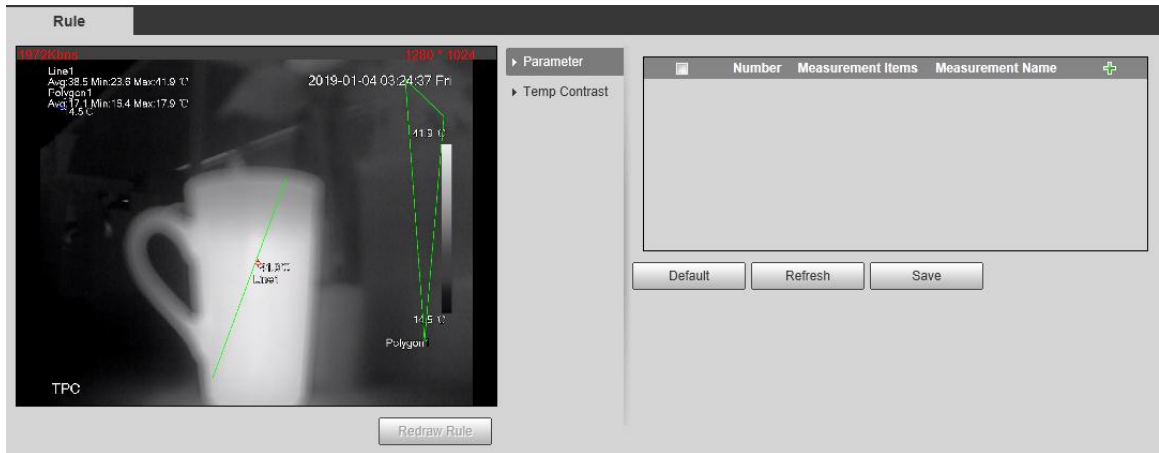 Rule
1972Kbps
1280 * 1024
Line1
Avg:38.5 Min:23.6 Max:41.9 ℃
Polygon1
Avg:17.1 Min:16.4 Max:17.9 ℃
2019-01-04 03:24:37 Fri
41.9 ℃
Line1
14.5 ℃
Polygon1
TPC
Redraw Rule
Parameter
Temp Contrast
Number Measurement Items Measurement Name
Default Refresh Save